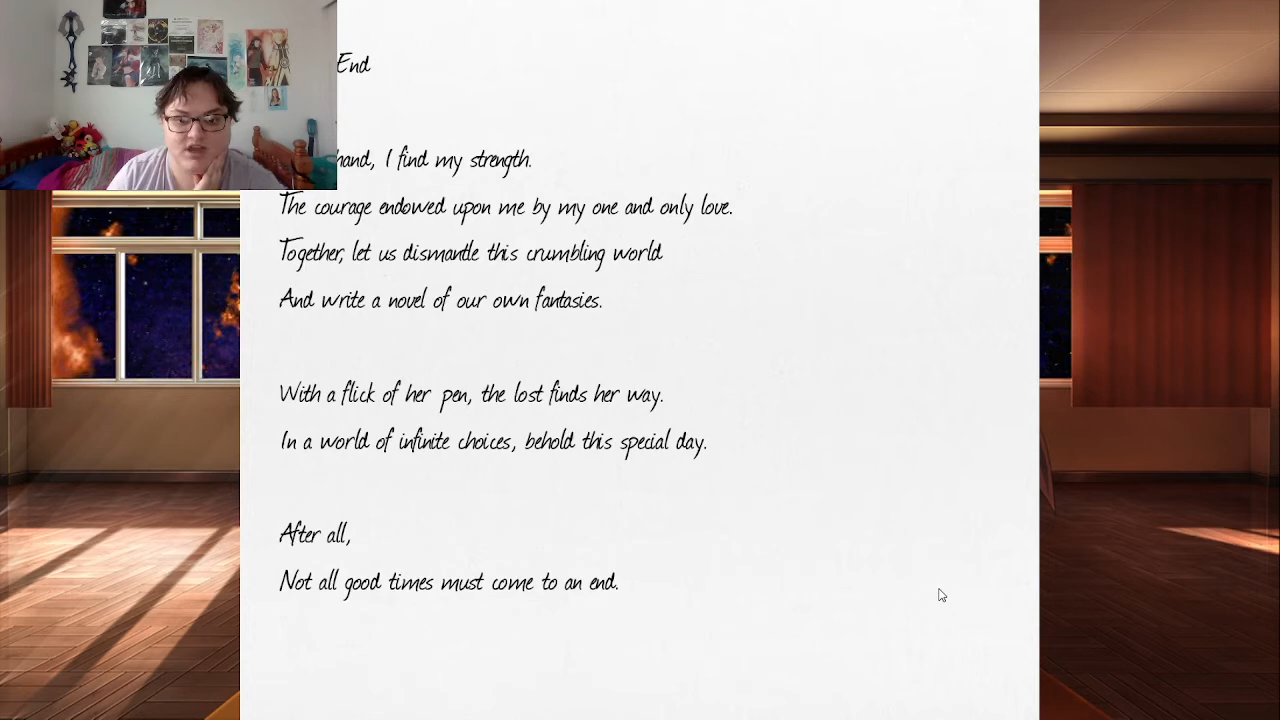 End
hand, I find my strength.
The courage endowed upon me by my one and only love.
Together, let us dismantle this crumbling world
And write a novel of our own fantasies.
With a flick of her pen, the lost finds her way.
In a world of infinite choices, behold this special day.
After all,
Not all good times must come to an end.